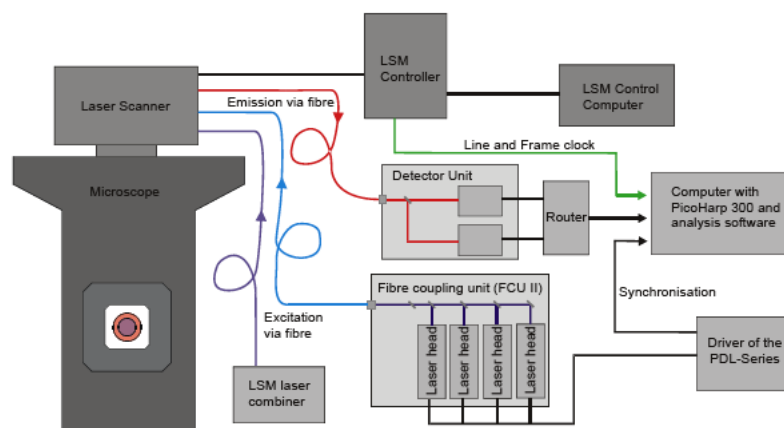 LSM
Controller
LSM Control
Computer
Laser Scanner
Emission via fibre
Line and Frame clock
Microscope
Detector Unit
Router
Computer with
PicoHarp 300 and
analysis software
Fibre coupling unit (FCU II)
Synchronisation
Excitation
via fibre
Laser head
Laser head
Laser head
Laser head
Driver of the
PDL-Series
LSM laser
combiner